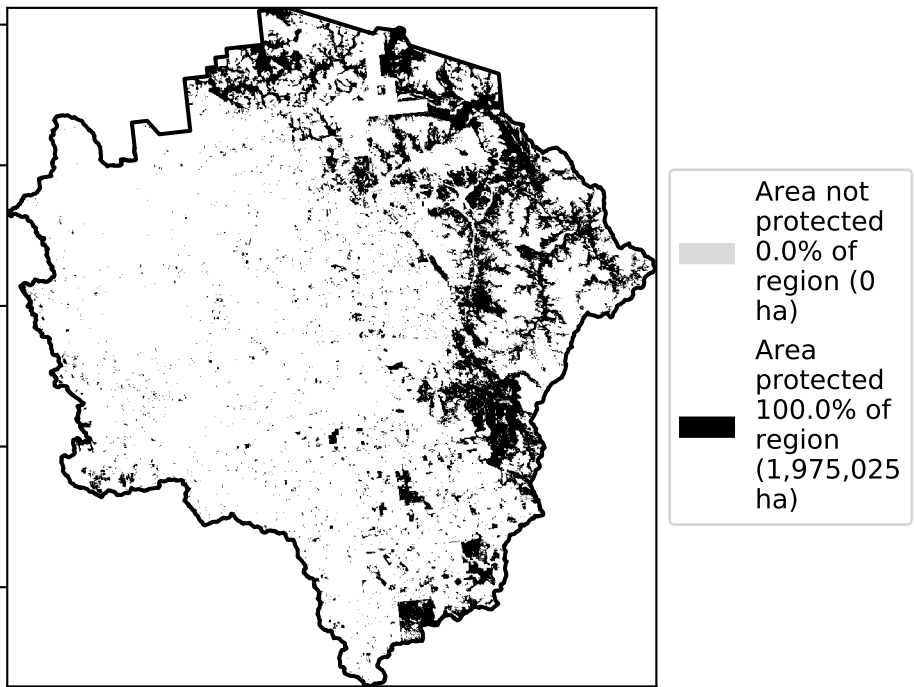 Area not
protected
0.0% of
region (0
ha)
Area
protected
100.0% of
region
(1,975,025
ha)